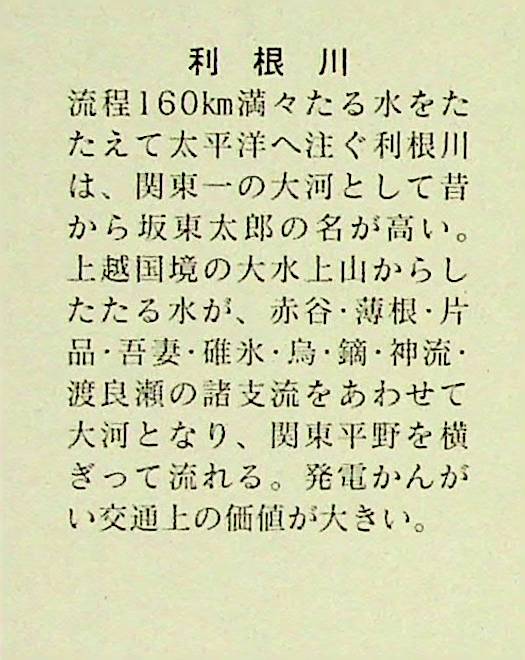 利根川
流程160km満々たる水をた
たえて太平洋へ注ぐ利根川
は、関東一の大河として昔
から坂東太郎の名が高い。
上越国境の大水上山からし
たたる水が、赤谷·薄根·片
品·吾妻·碓氷·烏·鏑·神流·
渡良瀬の諸支流をあわせて
大河となり、関東平野を横
ぎって流れる。発電かんが
い交通上の価値が大きい。